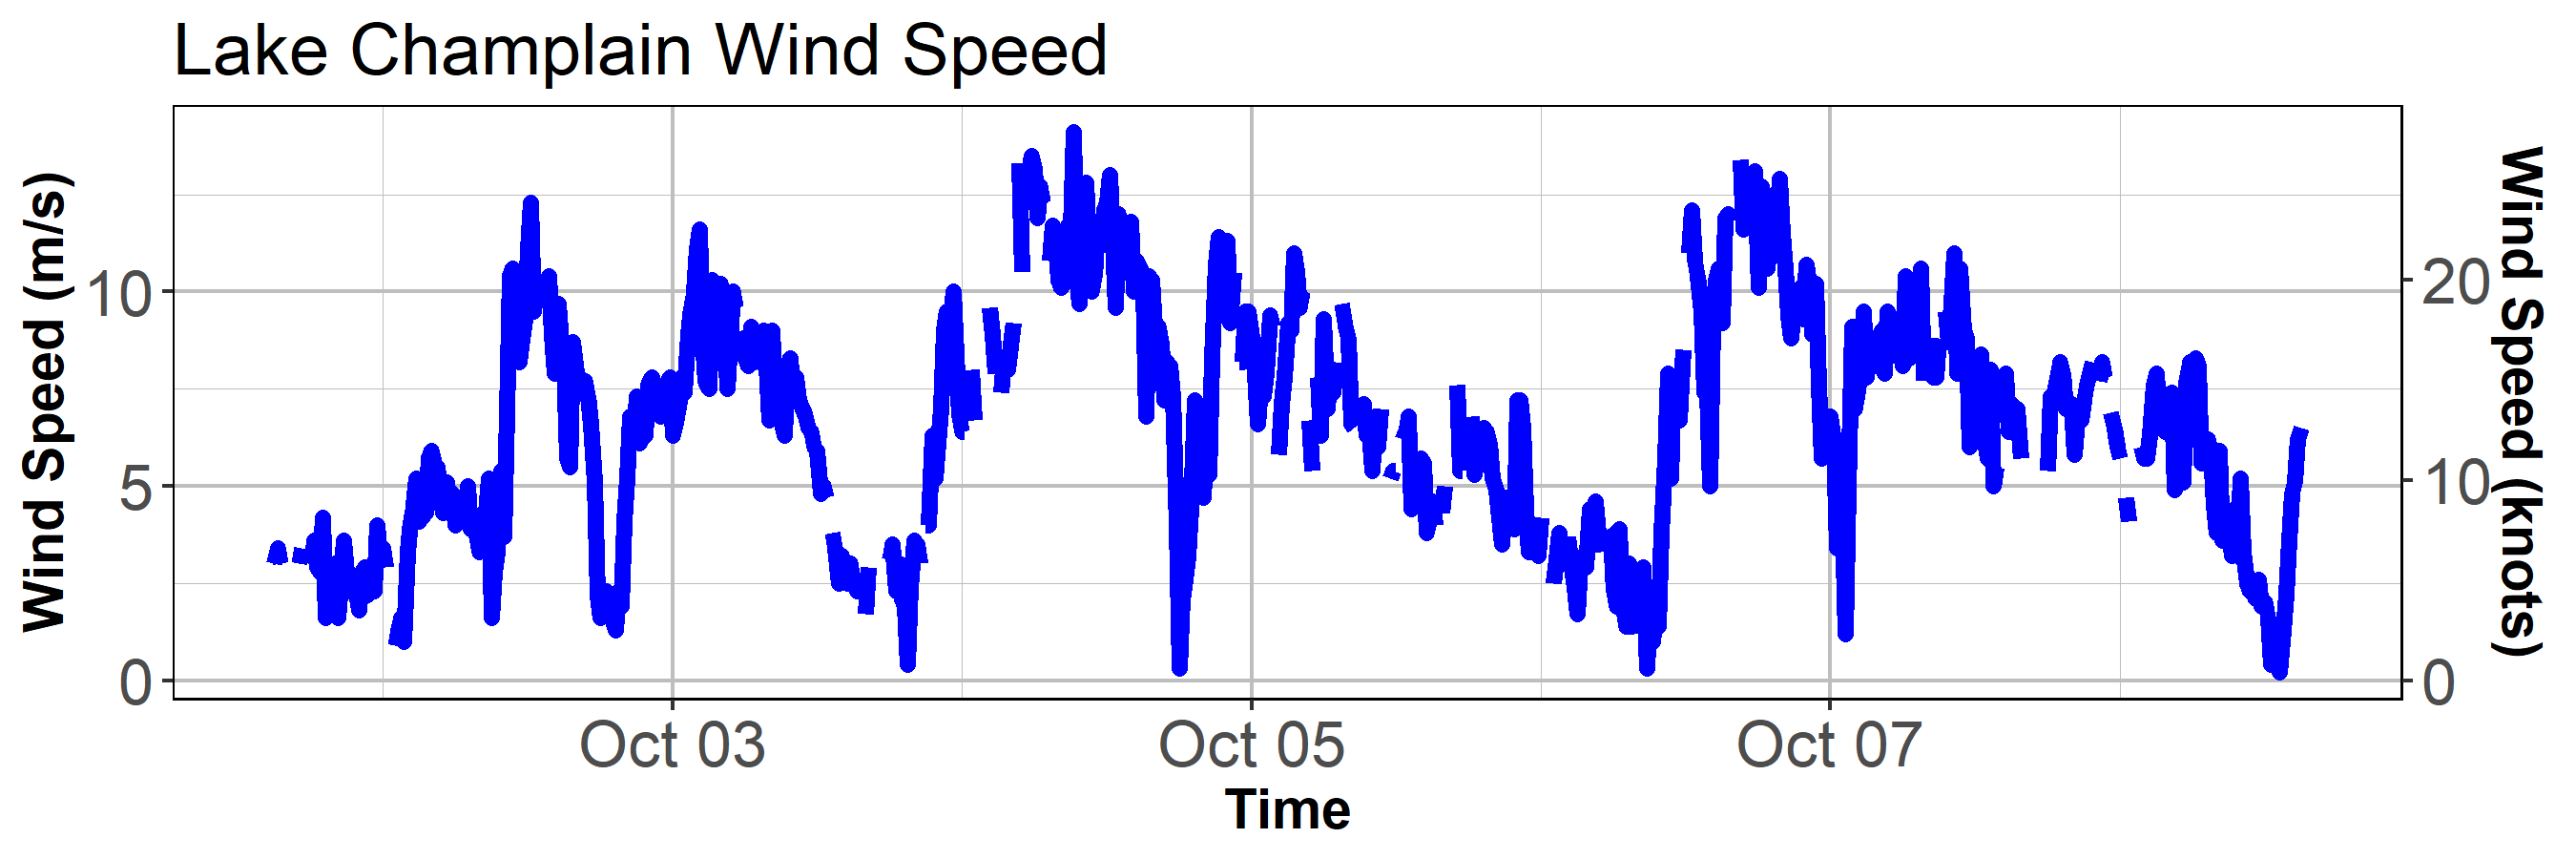 Lake Champlain Wind Speed
Wind Speed (m/s)
10
5
0
Wind Speed (knots)
20
10
0
Oct 03
Oct 05
Oct 07
Time